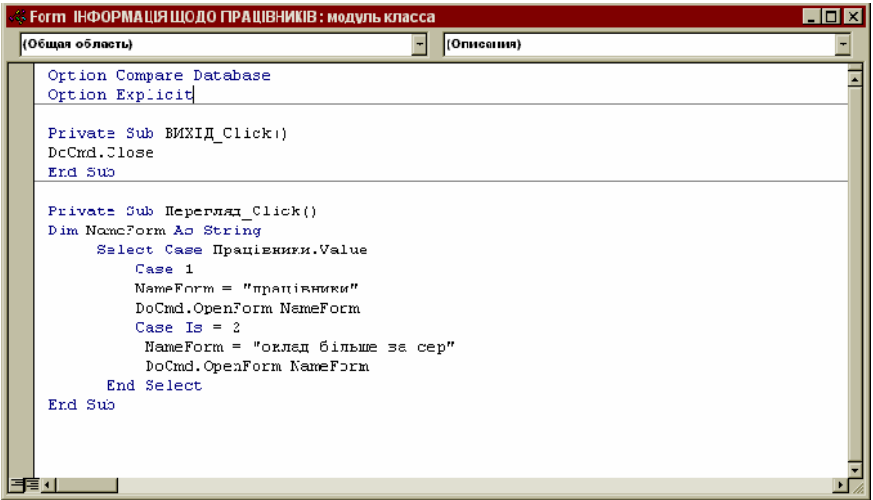 Form ІНФОРМАЦІЯ ЩОДО ПРАЦІВНИКІВ : модуль класса
(Общая область) (Описания)
Option Compare Database
Option Explicit
Private Sub ВИХІД_Click()
DoCmd.Close
End Sub
Private Sub Перегляд_Click()
Dim NameForm As String
Select Case Працівники.Value
Case 1
NameForm = "працівники"
DoCmd.OpenForm NameForm
Case Is = 2
NameForm = "оклад більше за сер"
DoCmd.OpenForm NameForm
End Select
End Sub